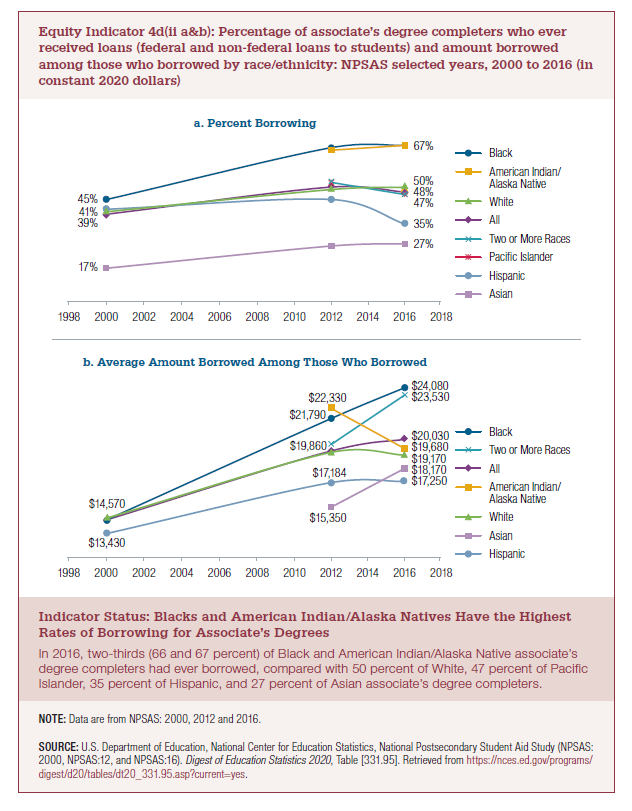 Equity Indicator 4d(ii a&b): Percentage of associate's degree completers who ever
received loans (federal and non-federal loans to students) and amount borrowed
among those who borrowed by race/ethnicity: NPSAS selected years, 2000 to 2016 (in
constant 2020 dollars)
a. Percent Borrowing
67%
50%
48%
47%
35%
27%
45%
41%
39%
17%
Black
American Indian/
Alaska Native
White
All
Two or More Races
Pacific Islander
Hispanic
Asian
1998 2000 2002 2004 2006 2008 2010 2012 2014 2016 2018
b. Average Amount Borrowed Among Those Who Borrowed
$24,080
$23,530
$22,330
$21,790
$20,030
$19,860
$19,680
$19,170
$18,170
$17,184
$17,250
$15,350
$14,570
$13,430
Black
Two or More Races
All
American Indian/
Alaska Native
White
Asian
Hispanic
1998 2000 2002 2004 2006 2008 2010 2012 2014 2016 2018
Indicator Status: Blacks and American Indian/Alaska Natives Have the Highest
Rates of Borrowing for Associate's Degrees
In 2016, two-thirds (66 and 67 percent) of Black and American Indian/Alaska Native associate's
degree completers had ever borrowed, compared with 50 percent of White, 47 percent of Pacific
Islander, 35 percent of Hispanic, and 27 percent of Asian associate's degree completers.
NOTE: Data are from NPSAS: 2000, 2012 and 2016.
SOURCE: U.S. Department of Education, National Center for Education Statistics, National Postsecondary Student Aid Study (NPSAS:
2000, NPSAS:12, and NPSAS:16). Digest of Education Statistics 2020, Table [331.95]. Retrieved from https://nces.ed.gov/programs/
digest/d20/tables/dt20_331.95.asp?current=yes.